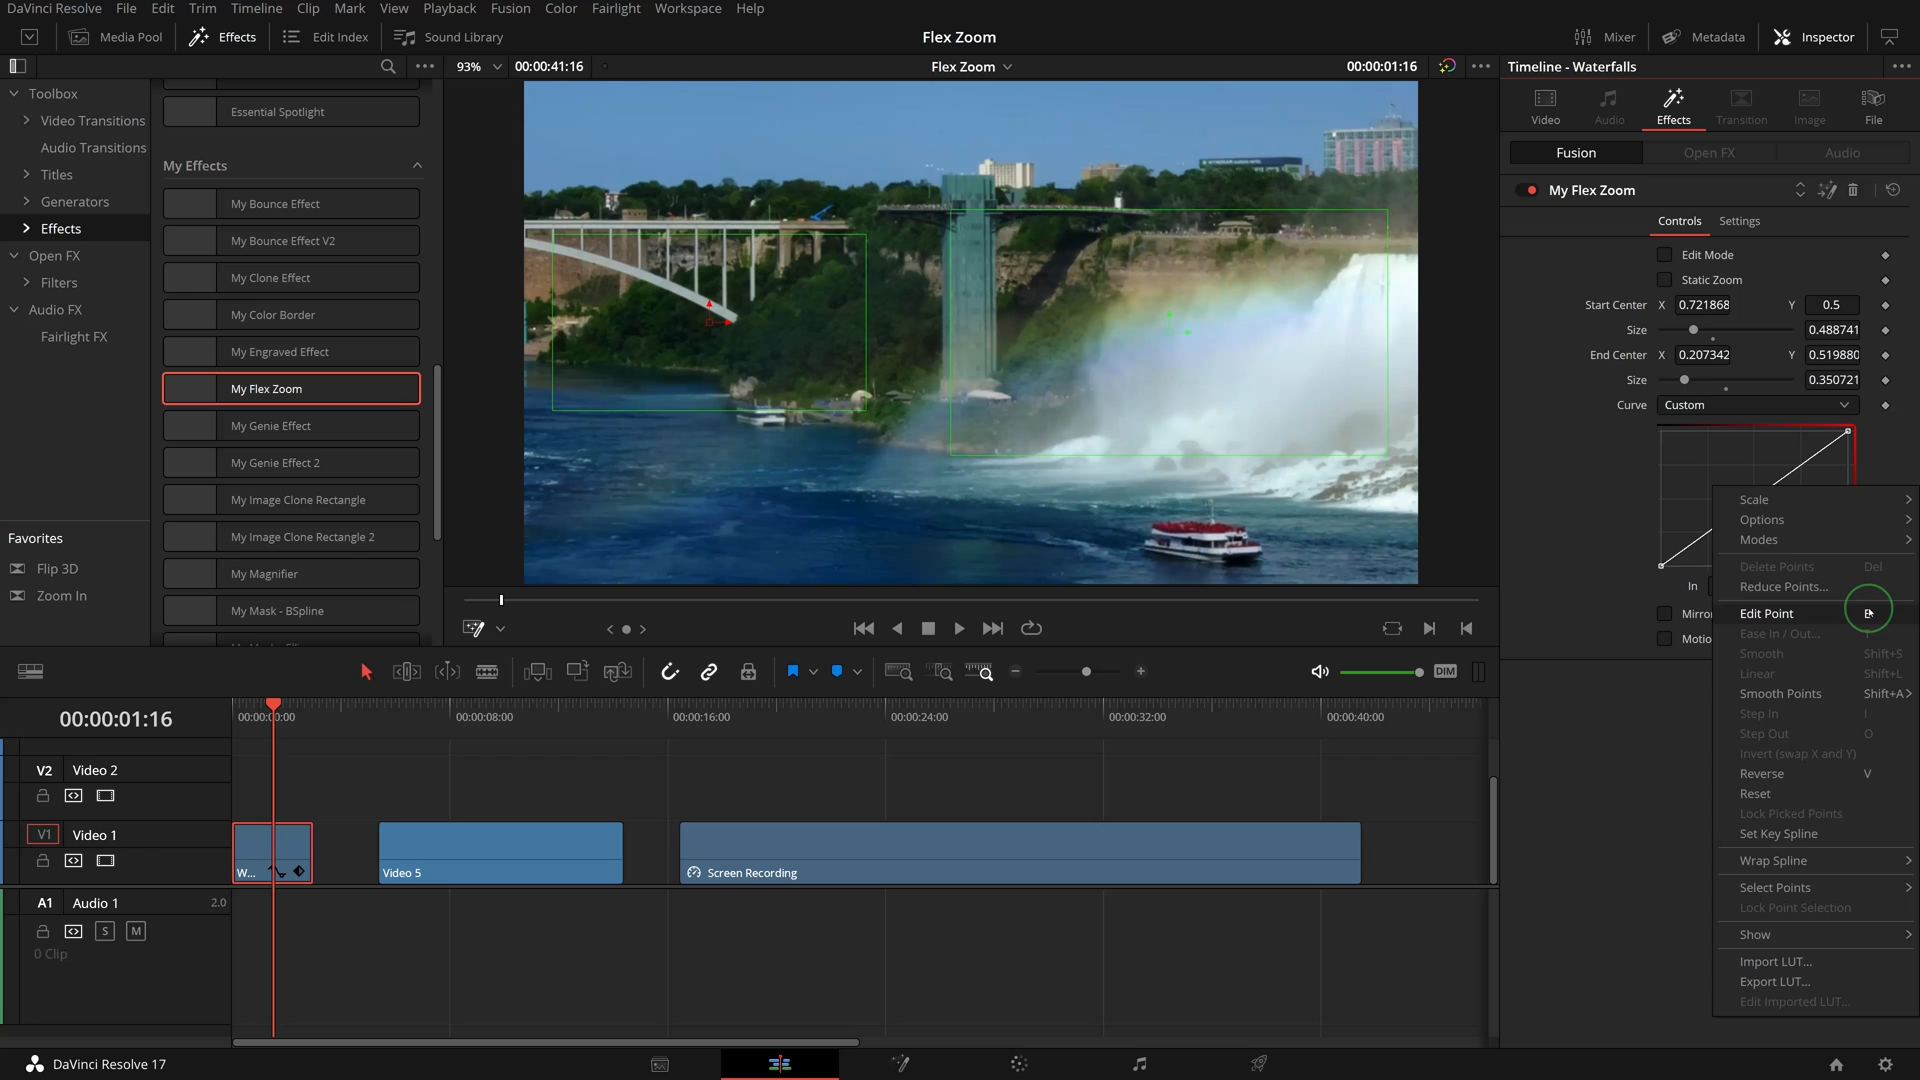 DaVinci Resolve File Edit Trim Timeline Clip Mark View Playback Fusion Color Fairlight Workspace Help
Media Pool Effects Edit Index Sound Library Flex Zoom Mixer Metadata Inspector
93% 00:00:41:16 Flex Zoom 00:00:01:16 Timeline - Waterfalls
Toolbox
Video Transitions
Audio Transitions
Titles
Generators
Effects
Open FX
Filters
Audio FX
Fairlight FX
Favorites
Flip 3D
Zoom In
Essential Spotlight
My Effects
My Bounce Effect
My Bounce Effect V2
My Clone Effect
My Color Border
My Engraved Effect
My Flex Zoom
My Genie Effect
My Genie Effect 2
My Image Clone Rectangle
My Image Clone Rectangle 2
My Magnifier
My Mask - BSpline
Video Audio Effects Transition Image File
Fusion Open FX Audio
My Flex Zoom
Controls Settings
Edit Mode
Static Zoom
Start Center X 0.721868 Y 0.5
Size 0.488741
End Center X 0.207342 Y 0.519880
Size 0.350721
Curve Custom
In
Mirro
Motio
Scale
Options
Modes
Delete Points Del
Reduce Points...
Edit Point E
Ease In / Out... T
Smooth Shift+S
Linear Shift+L
Smooth Points Shift+A
Step In I
Step Out O
Invert (swap X and Y)
Reverse V
Reset
Lock Picked Points
Set Key Spline
Wrap Spline
Select Points
Lock Point Selection
Show
Import LUT...
Export LUT...
Edit Imported LUT...
DIM
00:00:01:16
00:00:00:00 00:00:08:00 00:00:16:00 00:00:24:00 00:00:32:00 00:00:40:00
V2 Video 2
V1 Video 1
W... Video 5 Screen Recording
A1 Audio 1 2.0
S M
0 Clip
DaVinci Resolve 17